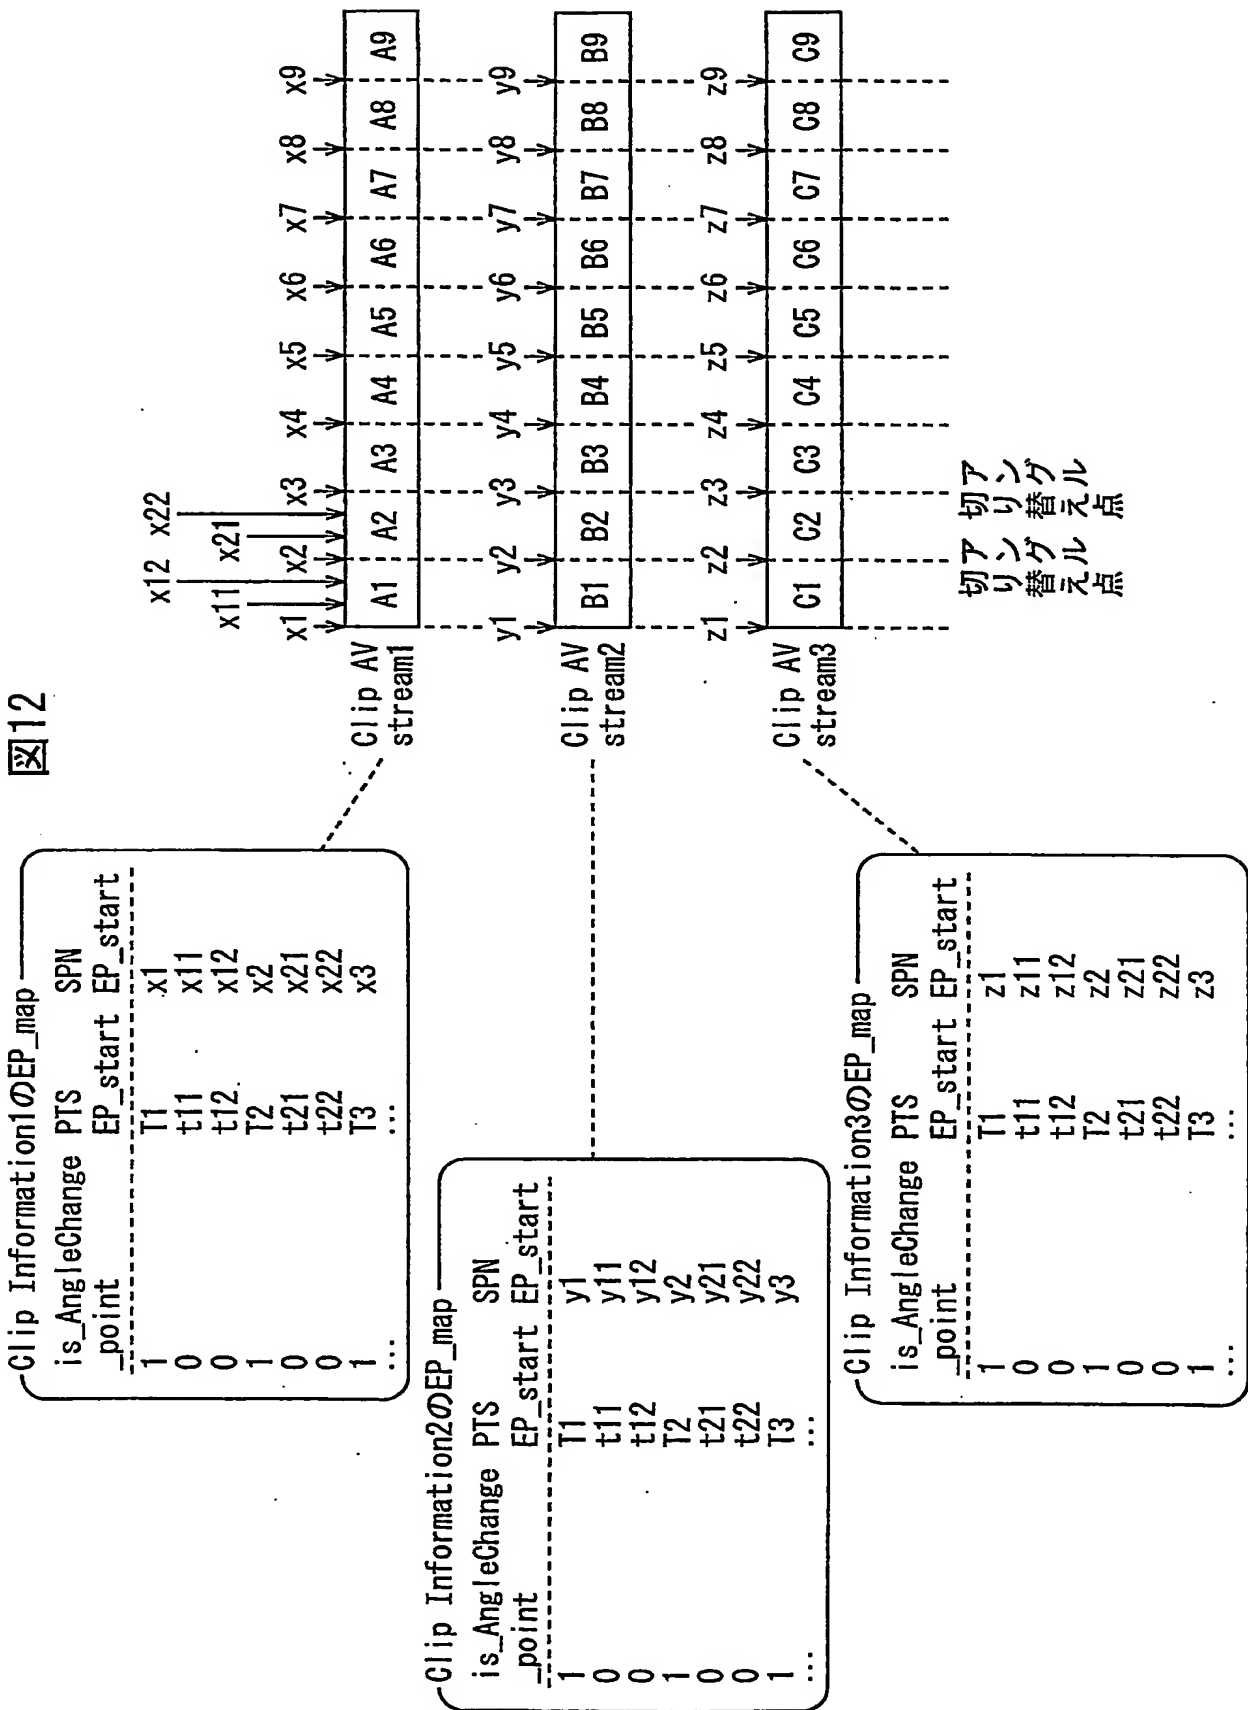 図12
Clip Information1のEP_map
is_AngleChange PTS SPN
_point EP_start EP_start
1 T1 x1
0 t11 x11
0 t12 x12
1 T2 x2
0 t21 x21
0 t22 x22
1 T3 x3
... ...
Clip Information2のEP_map
is_AngleChange PTS SPN
_point EP_start EP_start
1 T1 y1
0 t11 y11
0 t12 y12
1 T2 y2
0 t21 y21
0 t22 y22
1 T3 y3
... ...
Clip Information3のEP_map
is_AngleChange PTS SPN
_point EP_start EP_start
1 T1 z1
0 t11 z11
0 t12 z12
1 T2 z2
0 t21 z21
0 t22 z22
1 T3 z3
... ...
x12 x22
x11 x21
x1 x2 x3 x4 x5 x6 x7 x8 x9
Clip AV
stream1
A1 A2 A3 A4 A5 A6 A7 A8 A9
y1 y2 y3 y4 y5 y6 y7 y8 y9
Clip AV
stream2
B1 B2 B3 B4 B5 B6 B7 B8 B9
z1 z2 z3 z4 z5 z6 z7 z8 z9
Clip AV
stream3
C1 C2 C3 C4 C5 C6 C7 C8 C9
アングル
切り替え点
アングル
切り替え点